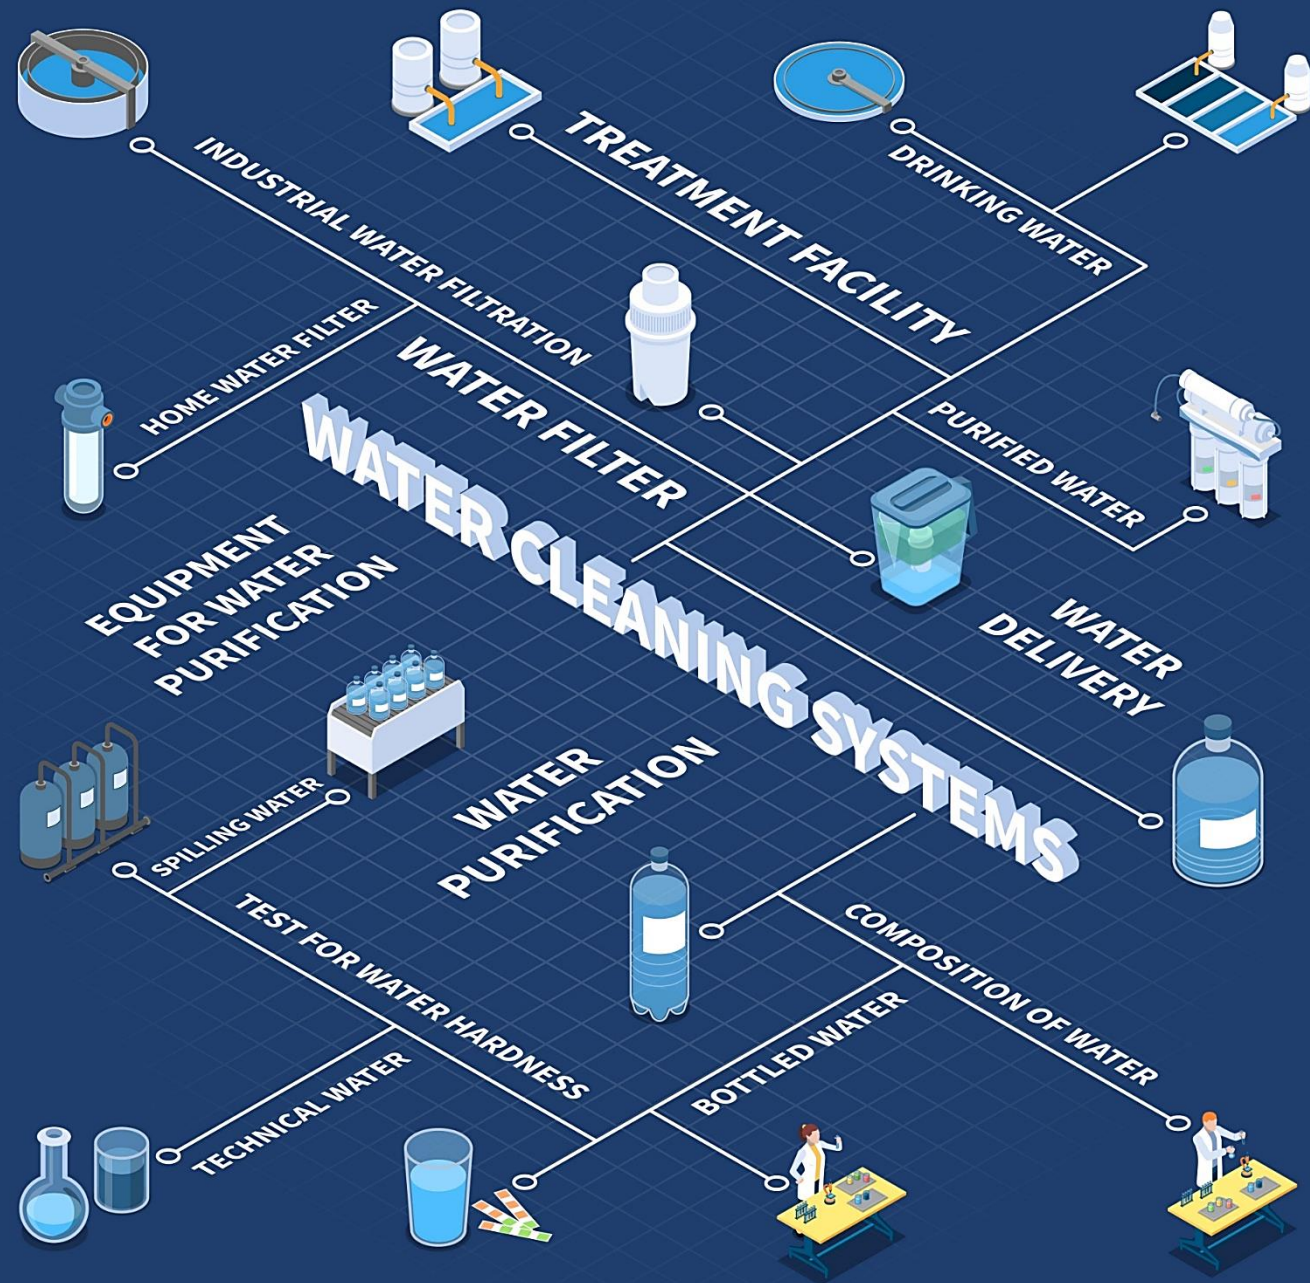 INDUSTRIAL WATER FILTRATION
TREATMENT FACILITY
DRINKING WATER
HOME WATER FILTER
WATER FILTER
PURIFIED WATER
WATER CLEANING SYSTEMS
EQUIPMENT
FOR WATER
PURIFICATION
WATER
DELIVERY
SPILLING WATER
WATER
PURIFICATION
TEST FOR WATER HARDNESS
COMPOSITION OF WATER
TECHNICAL WATER
BOTTLED WATER